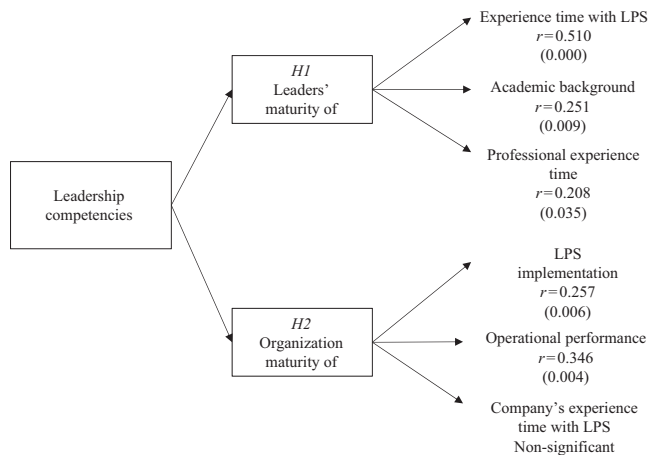 Leadership
competencies
H1
Leaders’
maturity of
Experience time with LPS
r=0.510
(0.000)
Academic background
r=0.251
(0.009)
Professional experience
time
r=0.208
(0.035)
H2
Organization
maturity of
LPS
implementation
r=0.257
(0.006)
Operational performance
r=0.346
(0.004)
Company’s experience
time with LPS
Non-significant